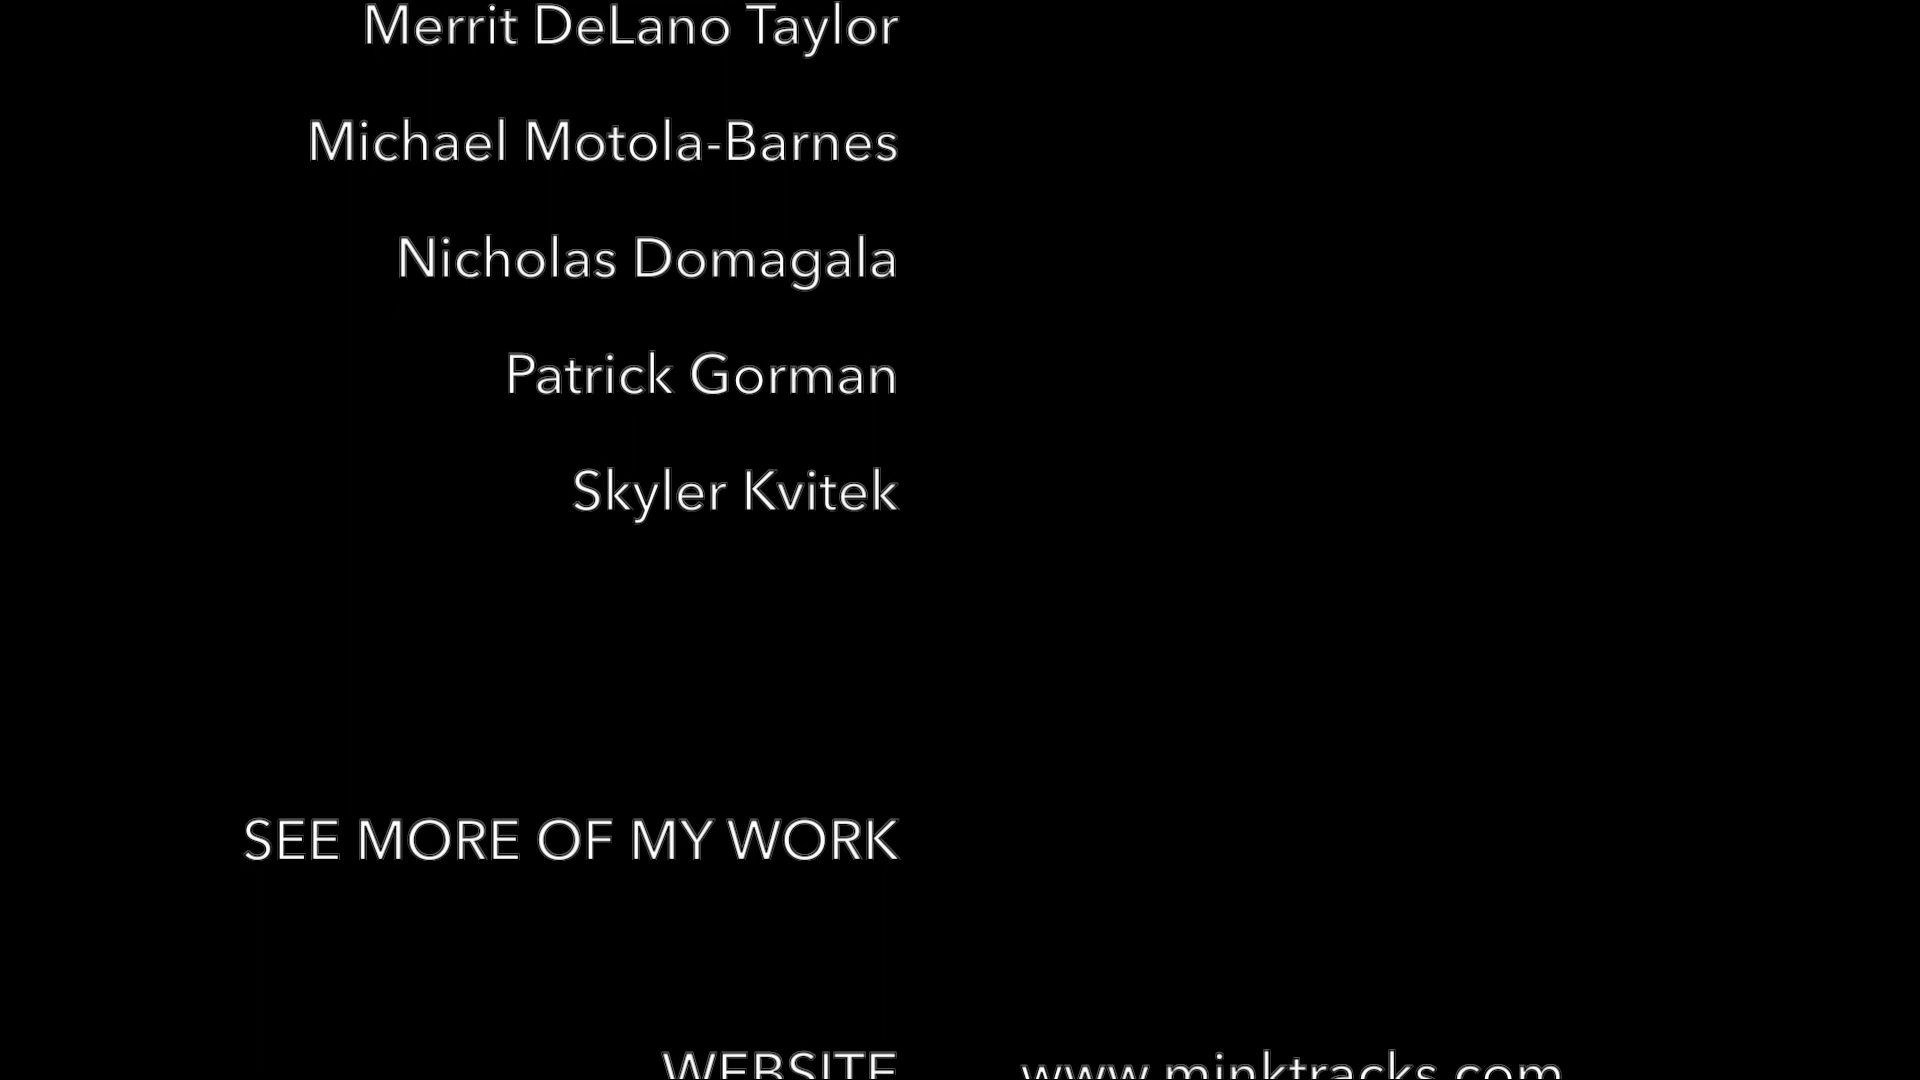 Merrit DeLano Taylor
Michael Motola-Barnes
Nicholas Domagala
Patrick Gorman
Skyler Kvitek
SEE MORE OF MY WORK
WEBSITE www.minktracks.com